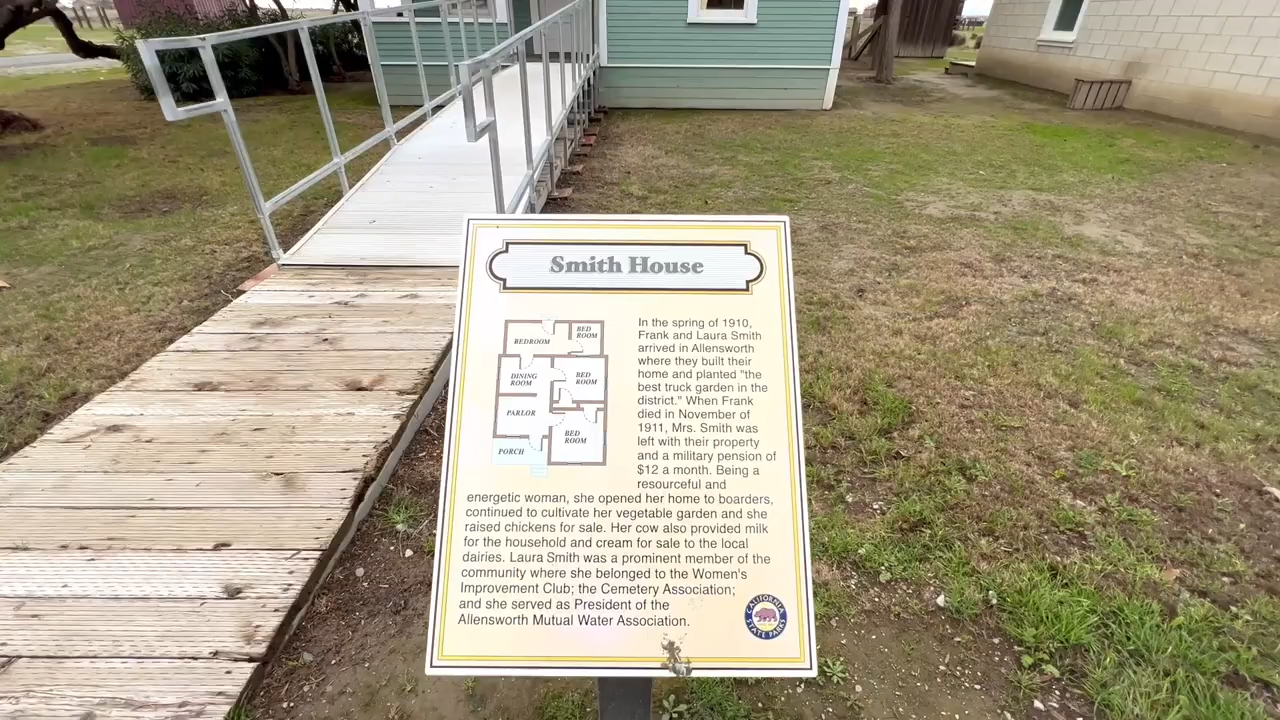 Smith House
BED
ROOM
BEDROOM
DINING
ROOM
BED
ROOM
PARLOR
BED
ROOM
PORCH
In the spring of 1910,
Frank and Laura Smith
arrived in Allensworth
where they built their
home and planted "the
best truck garden in the
district." When Frank
died in November of
1911, Mrs. Smith was
left with their property
and a military pension of
$12 a month. Being a
resourceful and
energetic woman, she opened her home to boarders,
continued to cultivate her vegetable garden and she
raised chickens for sale. Her cow also provided milk
for the household and cream for sale to the local
dairies. Laura Smith was a prominent member of the
community where she belonged to the Women's
Improvement Club; the Cemetery Association;
and she served as President of the
Allensworth Mutual Water Association.
CALIFORNIA
STATE PARKS